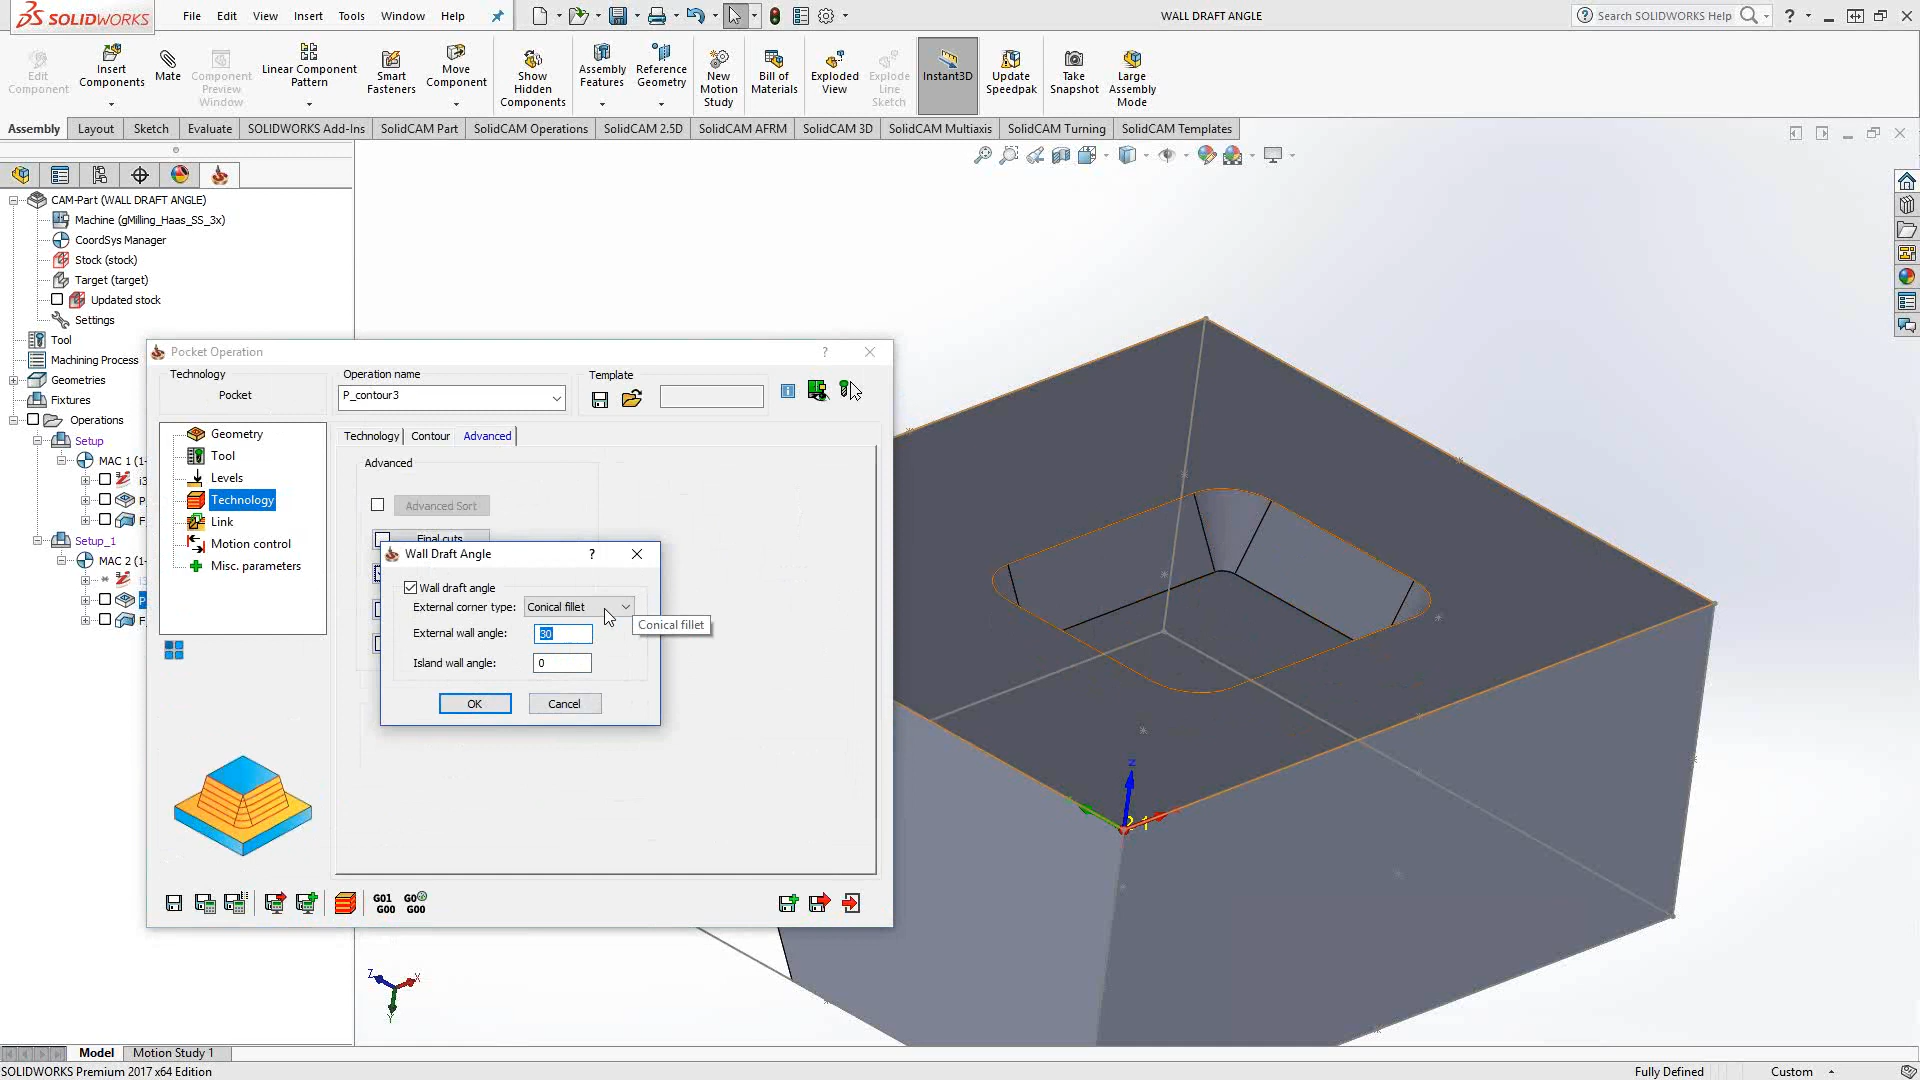 SOLIDWORKS File Edit View Insert Tools Window Help WALL DRAFT ANGLE Search SOLIDWORKS Help ?
Edit Component
Insert Components
Mate
Component Preview Window
Linear Component Pattern
Smart Fasteners
Move Component
Show Hidden Components
Assembly Features
Reference Geometry
New Motion Study
Bill of Materials
Exploded View
Explode Line Sketch
Instant3D
Update Speedpak
Take Snapshot
Large Assembly Mode
Assembly Layout Sketch Evaluate SOLIDWORKS Add-Ins SolidCAM Part SolidCAM Operations SolidCAM 2.5D SolidCAM AFRM SolidCAM 3D SolidCAM Multiaxis SolidCAM Turning SolidCAM Templates
CAM-Part (WALL DRAFT ANGLE)
Machine (gMilling_Haas_SS_3x)
CoordSys Manager
Stock (stock)
Target (target)
Updated stock
Settings
Tool
Machining Process
Geometries
Fixtures
Operations
Setup
MAC 1 (1-
P
F
Setup_1
MAC 2 (1-
P
F
Pocket Operation ?
Technology
Pocket
Operation name
P_contour3
Template
Geometry
Tool
Levels
Technology
Link
Motion control
Misc. parameters
Technology Contour Advanced
Advanced
Advanced Sort
Final cuts
Wall Draft Angle ?
Wall draft angle
External corner type: Conical fillet
Conical fillet
External wall angle: 30
Island wall angle: 0
OK Cancel
G01
G00
G0
G00
Z
2 1
Z X
Y
Model Motion Study 1
SOLIDWORKS Premium 2017 x64 Edition Fully Defined Custom